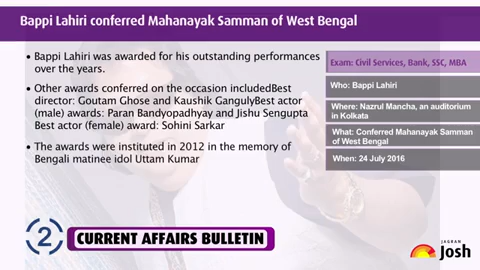 Bappi Lahiri conferred Mahanayak Samman of West Bengal
• Bappi Lahiri was awarded for his outstanding performances
over the years.
• Other awards conferred on the occasion includedBest
director: Goutam Ghose and Kaushik GangulyBest actor
(male) awards: Paran Bandyopadhyay and Jishu Sengupta
Best actor (female) award: Sohini Sarkar
• The awards were instituted in 2012 in the memory of
Bengali matinee idol Uttam Kumar
Exam: Civil Services, Bank, SSC, MBA
Who: Bappi Lahiri
Where: Nazrul Mancha, an auditorium
in Kolkata
What: Conferred Mahanayak Samman
of West Bengal
When: 24 July 2016
2
CURRENT AFFAIRS BULLETIN
JAGRAN
Josh